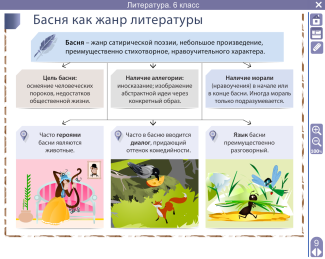 Литература. 6 класс
Басня как жанр литературы
Басня – жанр сатирической поэзии, небольшое произведение,
преимущественно стихотворное, нравоучительного характера.
Цель басни:
осмеяние человеческих
пороков, недостатков
общественной жизни.
Наличие аллегории:
иносказание; изображение
абстрактной идеи через
конкретный образ.
Наличие морали
(нравоучения) в начале или
в конце басни. Иногда мораль
только подразумевается.
Часто героями
басни являются
животные.
Часто в басню вводится
диалог, придающий
оттенок комедийности.
Язык басни
преимущественно
разговорный.
100%
9